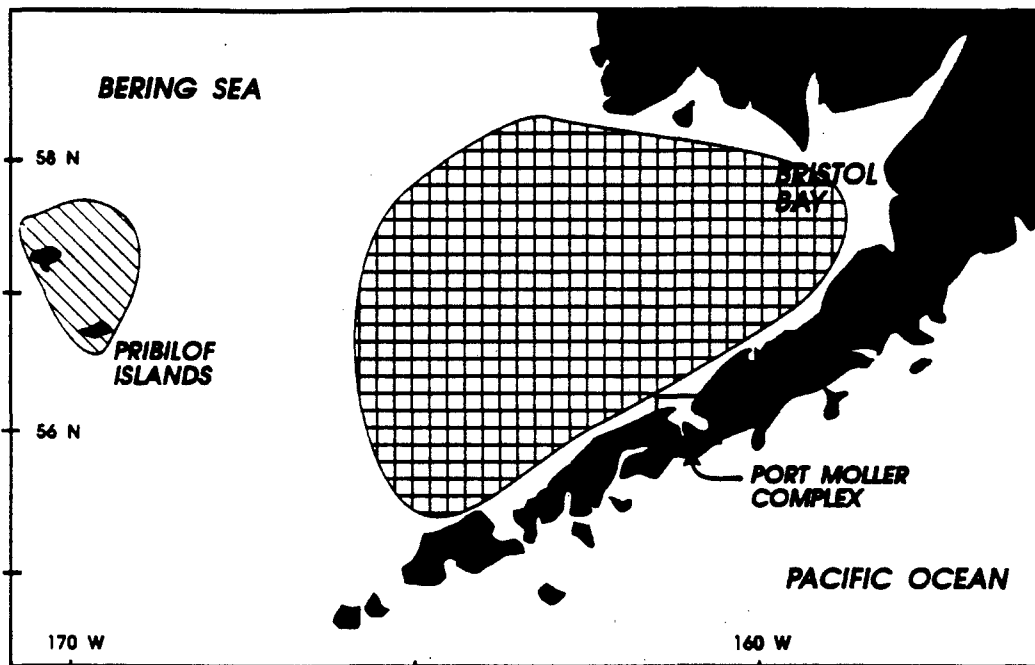 BERING SEA
58 N
BRISTOL
BAY
PRIBILOF
ISLANDS
56 N
PORT MOLLER
COMPLEX
PACIFIC OCEAN
170 W
160 W